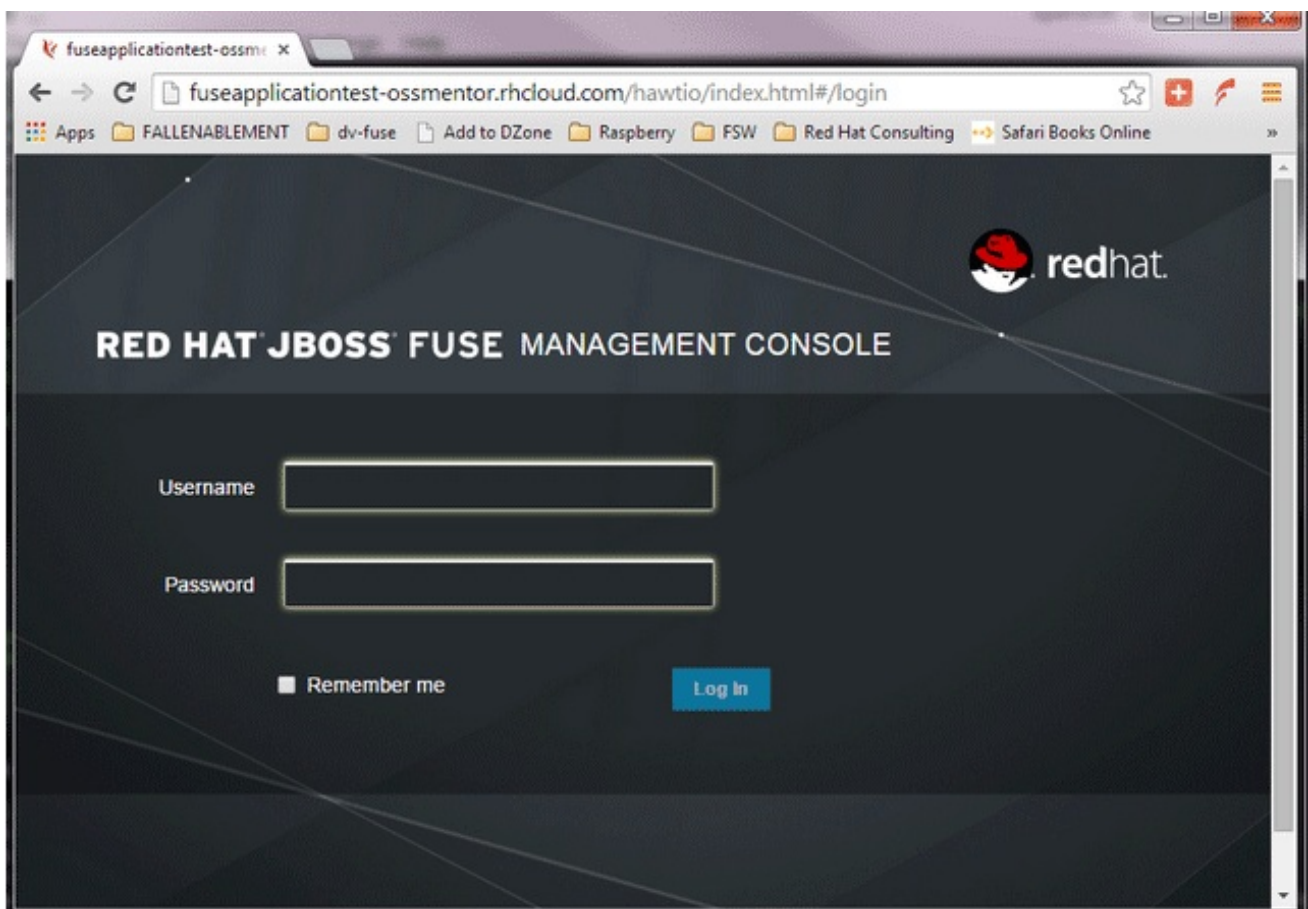 fuseapplicationtest-ossme
fuseapplicationtest-ossmentor.rhcloud.com/hawtio/index.html#/login
Apps FALLENABLEMENT dv-fuse Add to DZone Raspberry FSW Red Hat Consulting Safari Books Online »
redhat.
RED HAT JBOSS FUSE MANAGEMENT CONSOLE
Username
Password
Remember me Log In